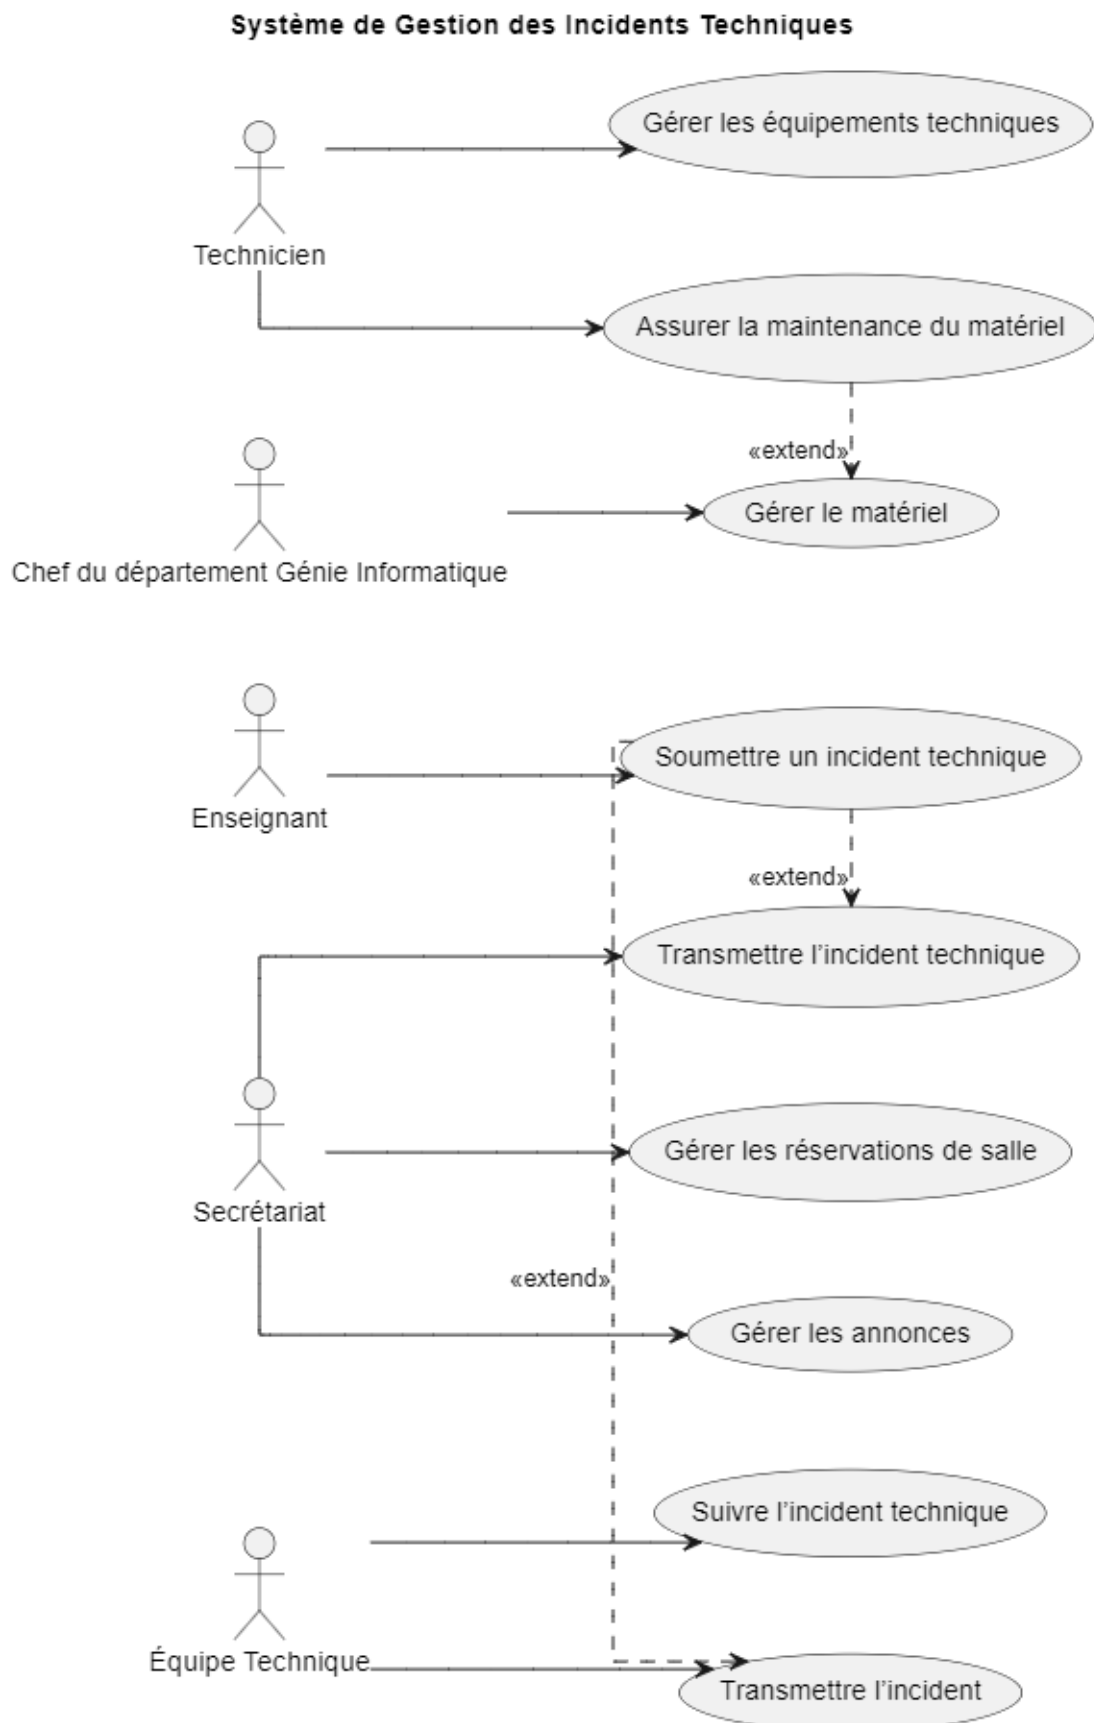 Système de Gestion des Incidents Techniques
Gérer les équipements techniques
Technicien
Assurer la maintenance du matériel
«extend»
Gérer le matériel
Chef du département Génie Informatique
Soumettre un incident technique
Enseignant
«extend»
Transmettre l’incident technique
Gérer les réservations de salle
Secrétariat
«extend»
Gérer les annonces
Suivre l’incident technique
Équipe Technique
Transmettre l’incident